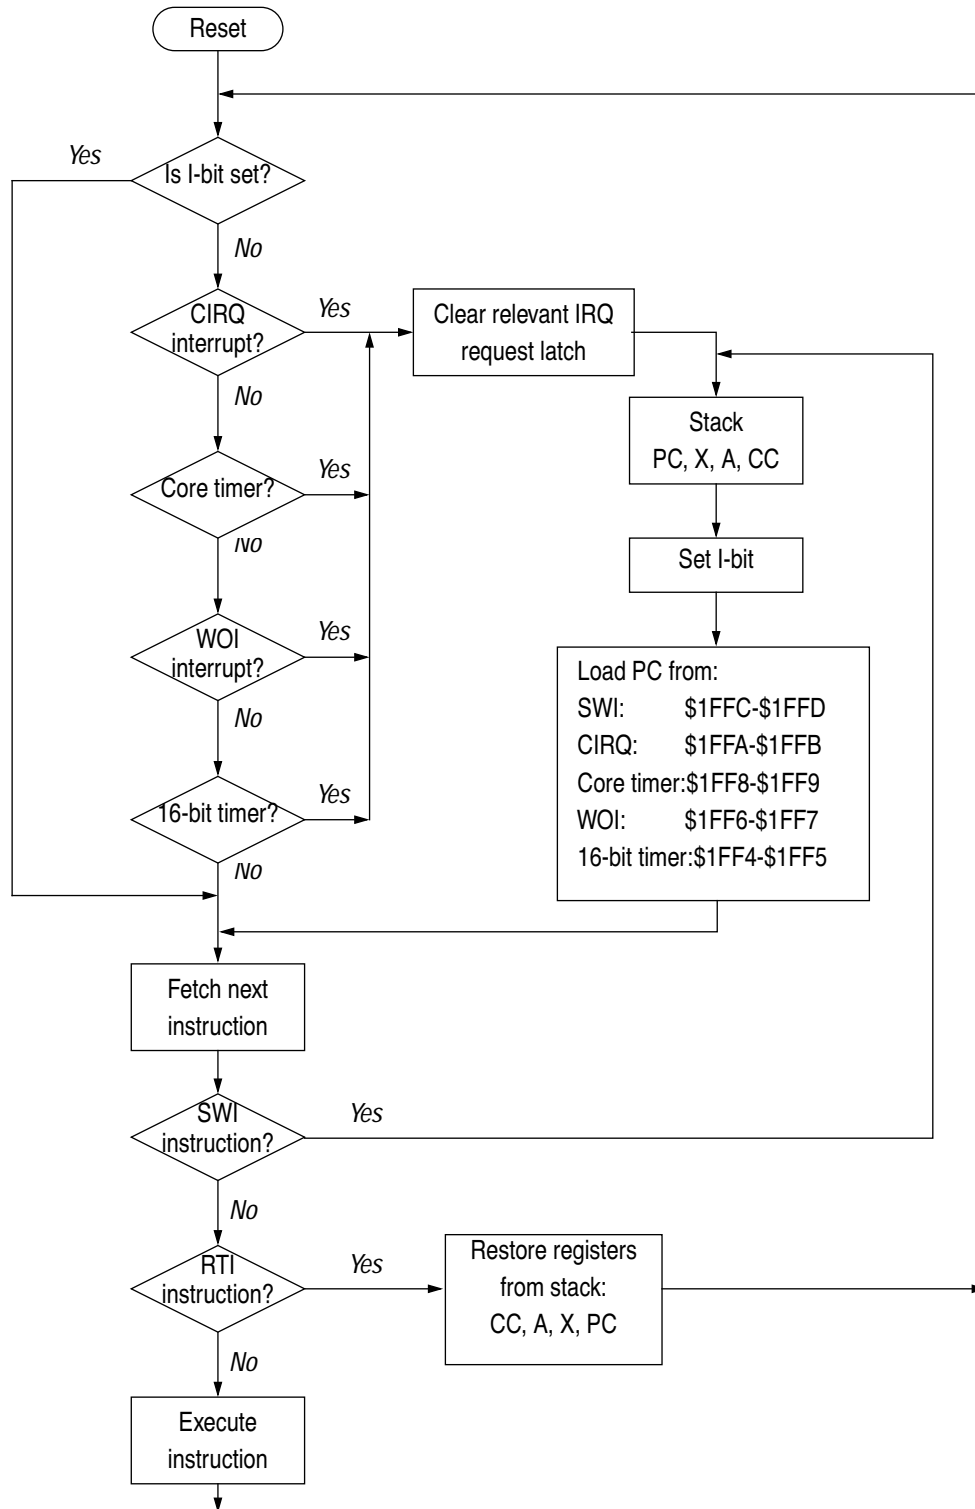 Reset
Yes
Is I-bit set?
No
CIRQ
interrupt?
Yes
Clear relevant IRQ
request latch
No
Stack
PC, X, A, CC
Core timer?
Yes
No
Set I-bit
WOI
interrupt?
Yes
No
Load PC from:
SWI: $1FFC-$1FFD
CIRQ: $1FFA-$1FFB
Core timer:$1FF8-$1FF9
WOI: $1FF6-$1FF7
16-bit timer:$1FF4-$1FF5
16-bit timer?
Yes
No
Fetch next
instruction
SWI
instruction?
Yes
No
RTI
instruction?
Yes
Restore registers
from stack:
CC, A, X, PC
No
Execute
instruction